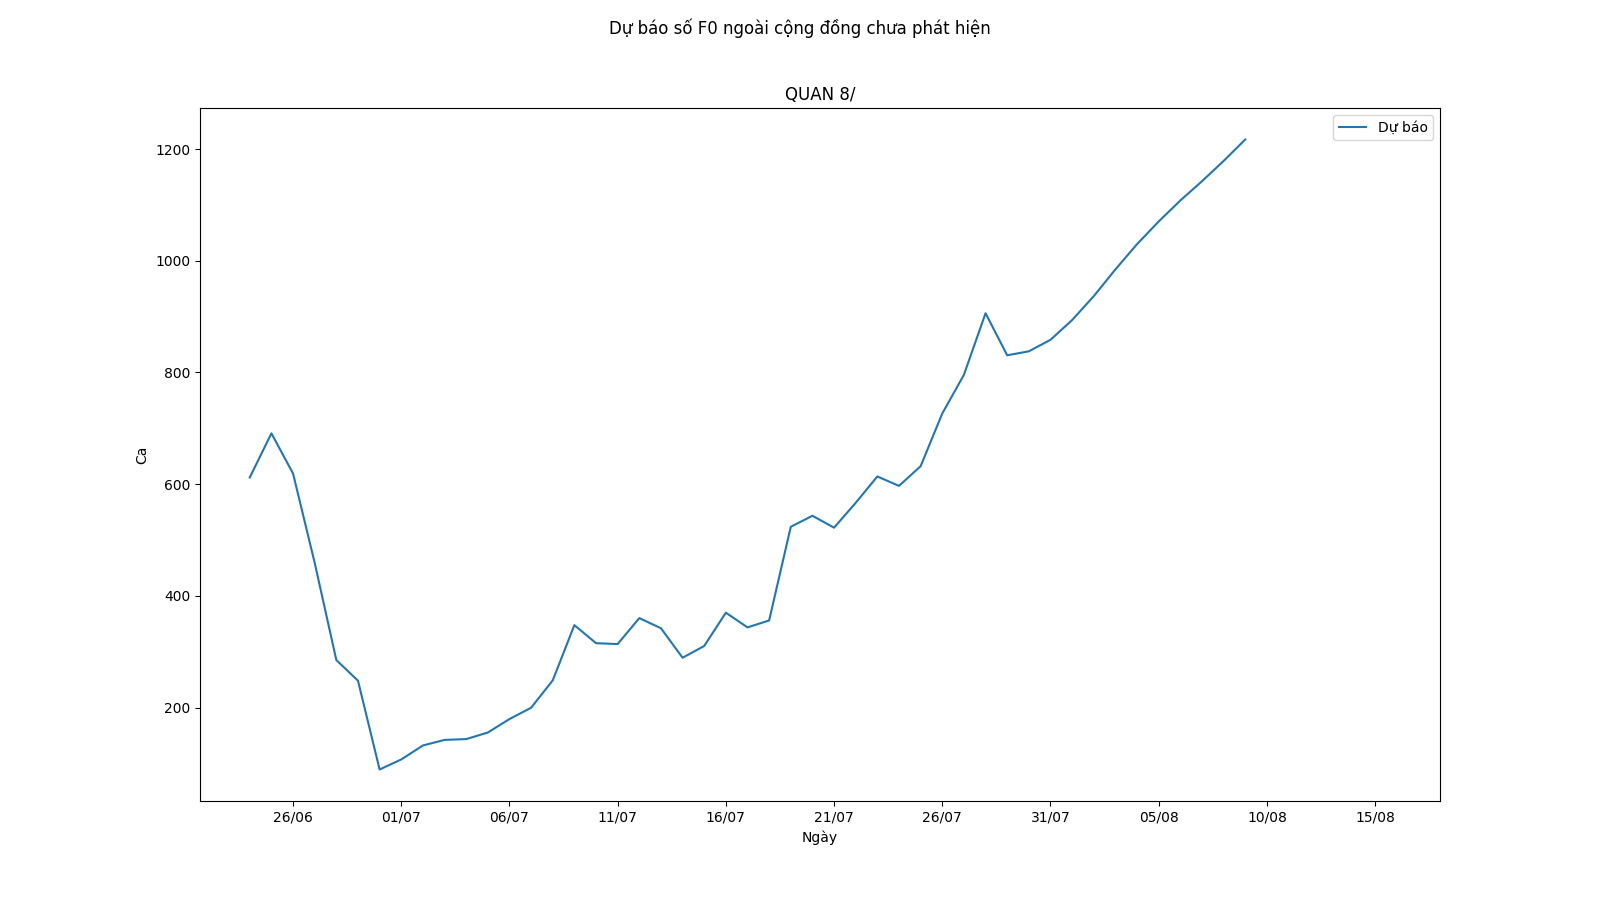 Dự báo số F0 ngoài cộng đồng chưa phát hiện
QUAN 8/
Dự báo
1200
1000
800
600
400
200
Ca
26/06 01/07 06/07 11/07 16/07 21/07 26/07 31/07 05/08 10/08 15/08
Ngày